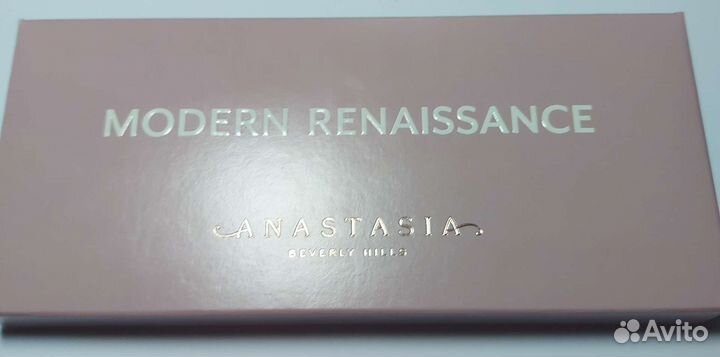 MODERN RENAISSANCE
ANASTASIA
BEVERLY HILLS
Avito